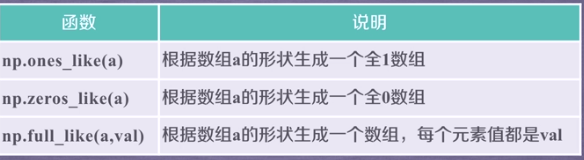 函数 说明
np.ones_like(a) 根据数组a的形状生成一个全1数组
np.zeros_like(a) 根据数组a的形状生成一个全0数组
np.full_like(a,val) 根据数组a的形状生成一个数组，每个元素值都是val